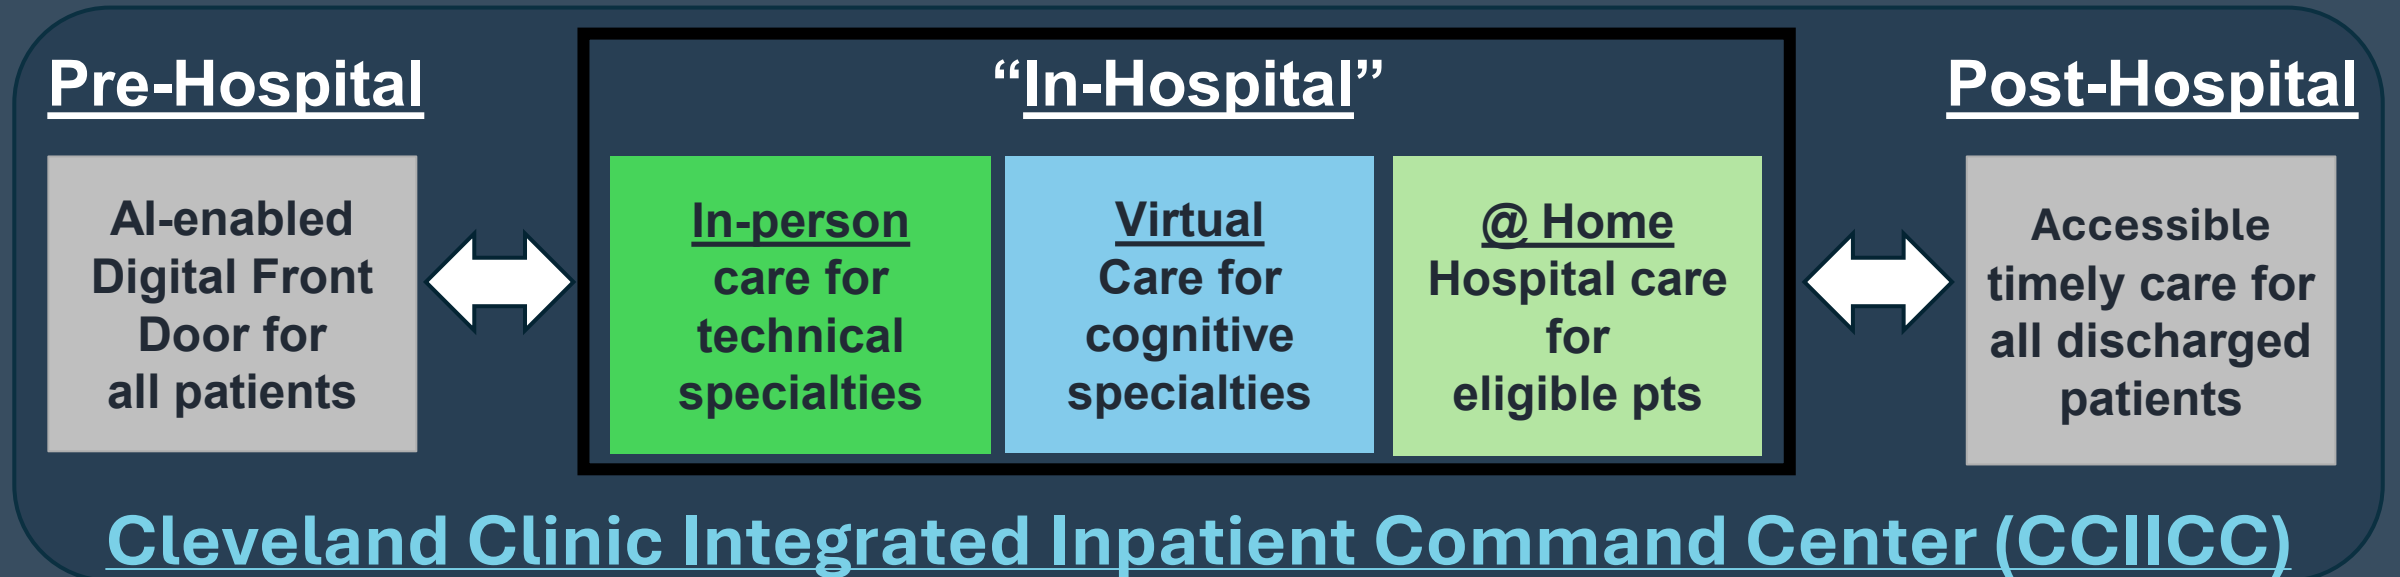 Pre-Hospital
AI-enabled
Digital Front
Door for
all patients
“In-Hospital”
In-person
care for
technical
specialties
Virtual
Care for
cognitive
specialties
@ Home
Hospital care
for
eligible pts
Post-Hospital
Accessible
timely care for
all discharged
patients
Cleveland Clinic Integrated Inpatient Command Center (CCIICC)